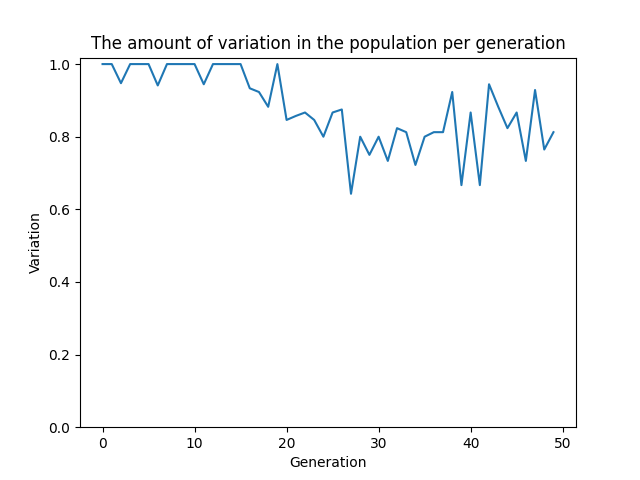 The amount of variation in the population per generation
1.0
0.8
0.6
0.4
0.2
0.0
Variation
0 10 20 30 40 50
Generation